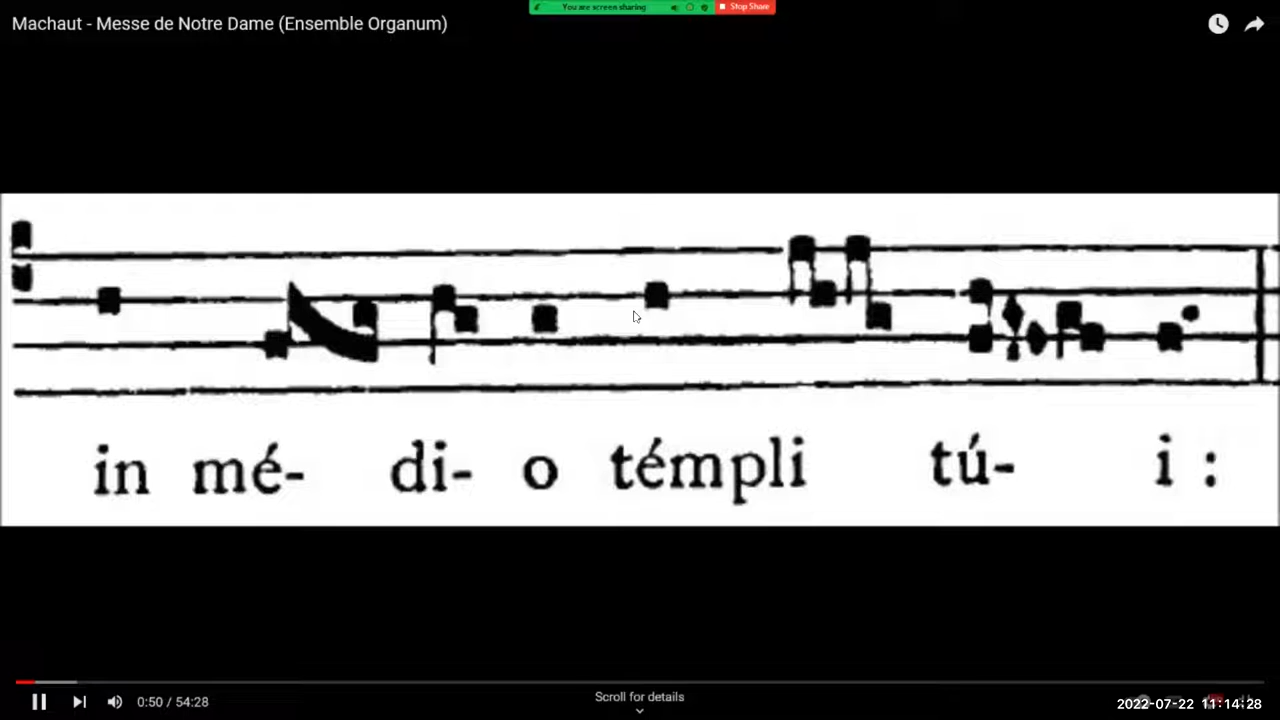 You are screen sharing
Stop Share
Machaut - Messe de Notre Dame (Ensemble Organum)
in mé- di- o témpli tú- i :
0:50 / 54:28
Scroll for details
2022-07-22 11:14:28